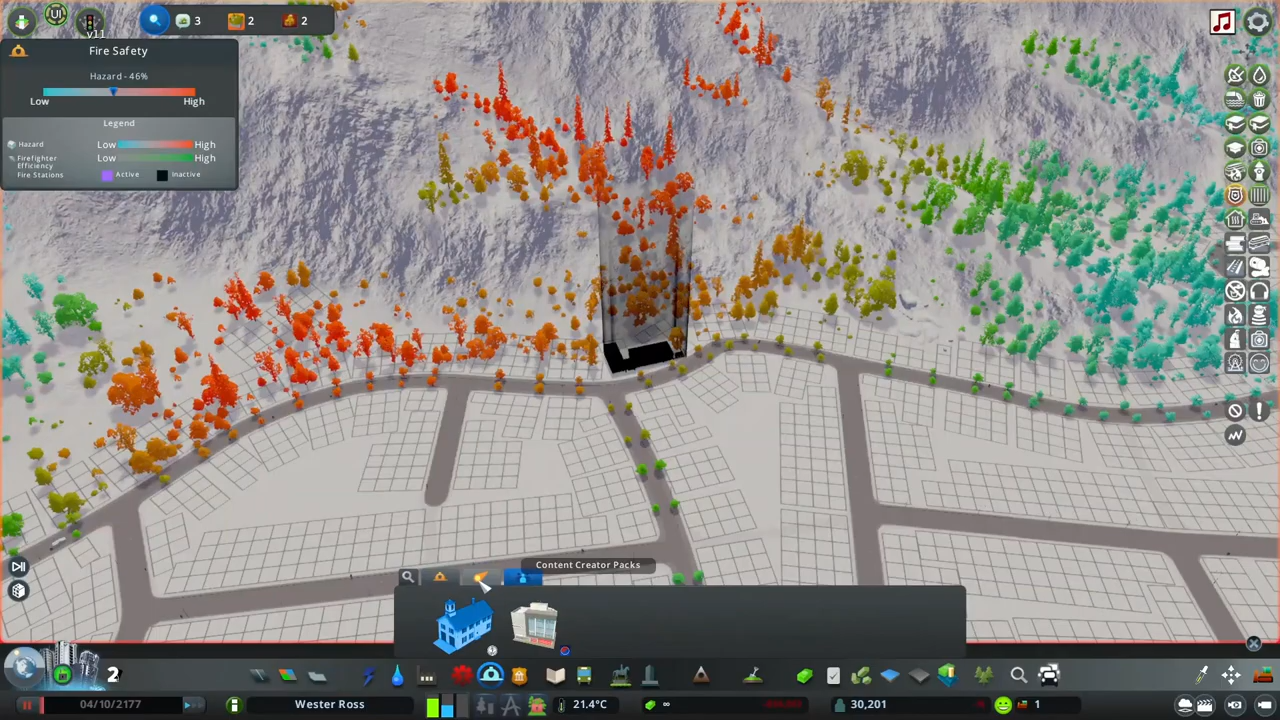 3
2
2
v11
Fire Safety
Hazard - 46%
Low High
Legend
Hazard Low High
Firefighter Efficiency Low High
Fire Stations Active Inactive
Content Creator Packs
2
04/10/2177
Wester Ross
21.4°C
∞
30,201
1